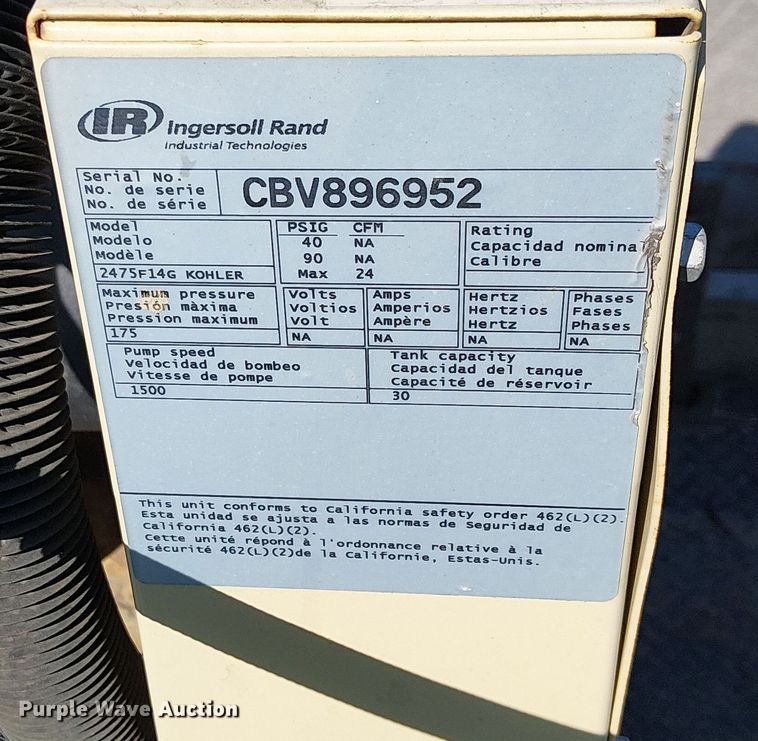 IR Ingersoll Rand
Industrial Technologies
Serial No.
No. de serie
No. de série
CBV896952
Model
Modelo
Modèle
2475F14G KOHLER
PSIG CFM
40 NA
90 NA
Max 24
Rating
Capacidad nominal
Calibre
Maximum pressure
Presión màxima
Pression maximum
175
Volts
Voltios
Volt
NA
Amps
Amperios
Ampère
NA
Hertz
Hertzios
Hertz
NA
Phases
Fases
Phases
NA
Pump speed
Velocidad de bombeo
Vitesse de pompe
1500
Tank capacity
Capacidad del tanque
Capacité de réservoir
30
This unit conforms to California safety order 462(L)(2).
Esta unidad se ajusta a las normas de Seguridad de
California 462(L)(2).
Cette unité répond à l'ordonnance relative à la
sécurité 462(L)(2)de la Californie, Estas-Unis.
Purple Wave Auction